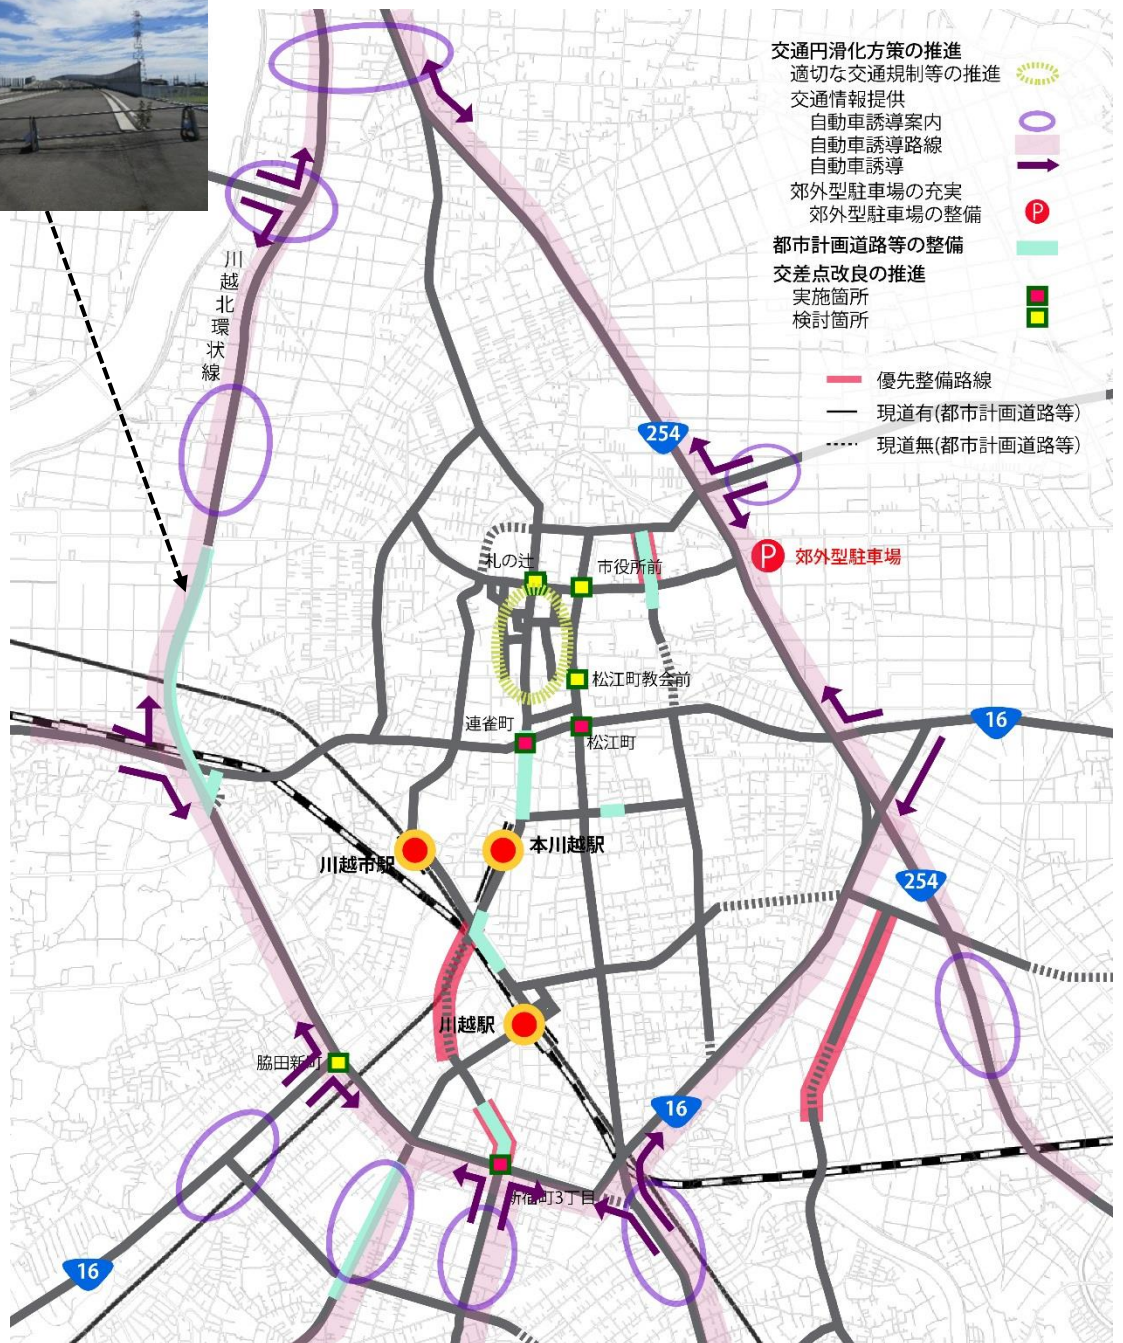 交通円滑化方策の推進
適切な交通規制等の推進
交通情報提供
自動車誘導案内
自動車誘導路線
自動車誘導
郊外型駐車場の充実
郊外型駐車場の整備
P
都市計画道路等の整備
交差点改良の推進
実施箇所
検討箇所
優先整備路線
現道有(都市計画道路等)
現道無(都市計画道路等)
川越北環状線
254
札の辻
市役所前
P 郊外型駐車場
松江町教会前
連雀町
松江町
16
川越市駅
本川越駅
254
川越駅
脇田新町
16
新宿町3丁目
16